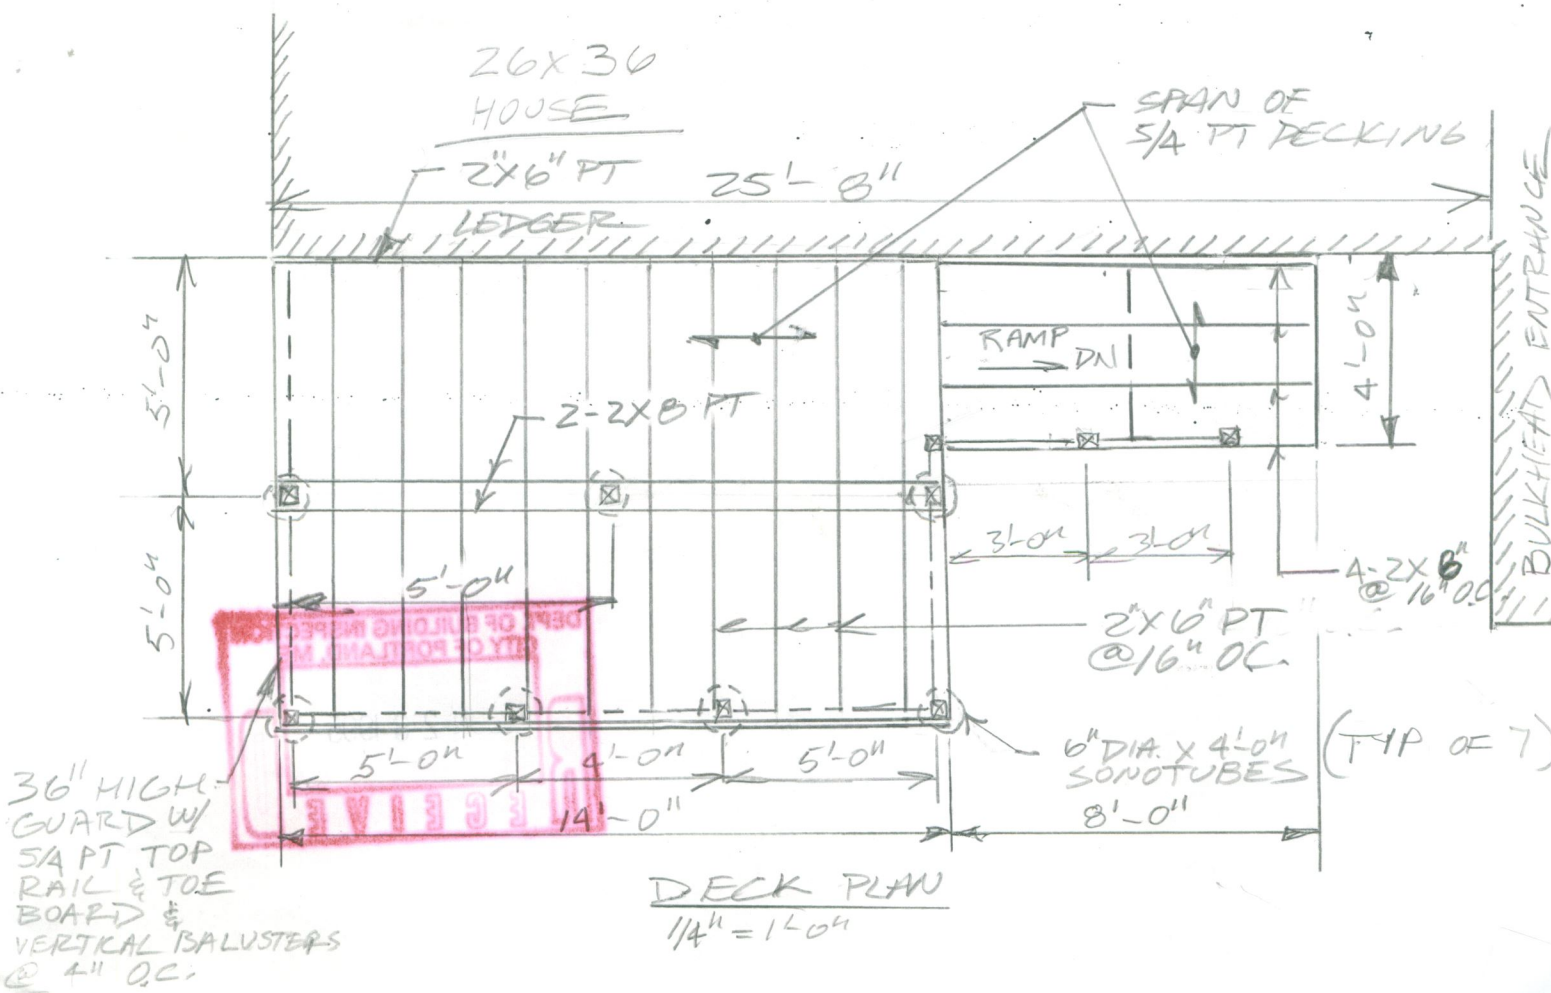 26X36
HOUSE
2"X6" PT
LEDGER
25'-8"
SPAN OF
5/4 PT DECKING
BULKHEAD ENTRANCE
5'-0"
5'-0"
2-2X8 PT
RAMP
DN
4'-0"
3'-0"
3'-0"
4-2X8"
@ 16" O.C.
5'-0"
2"X6" PT
@16" OC.
DEPT. OF BUILDING INSPEC
CITY OF PORTLAND, M
5'-0"
4'-0"
5'-0"
6" DIA. X 4'-0"
SONOTUBES
(TYP OF 7)
14'-0"
8'-0"
36" HIGH
GUARD W/
5/4 PT TOP
RAIL & TOE
BOARD &
VERTICAL BALUSTERS
@ 4" O.C.
DECK PLAN
1/4" = 1'-0"